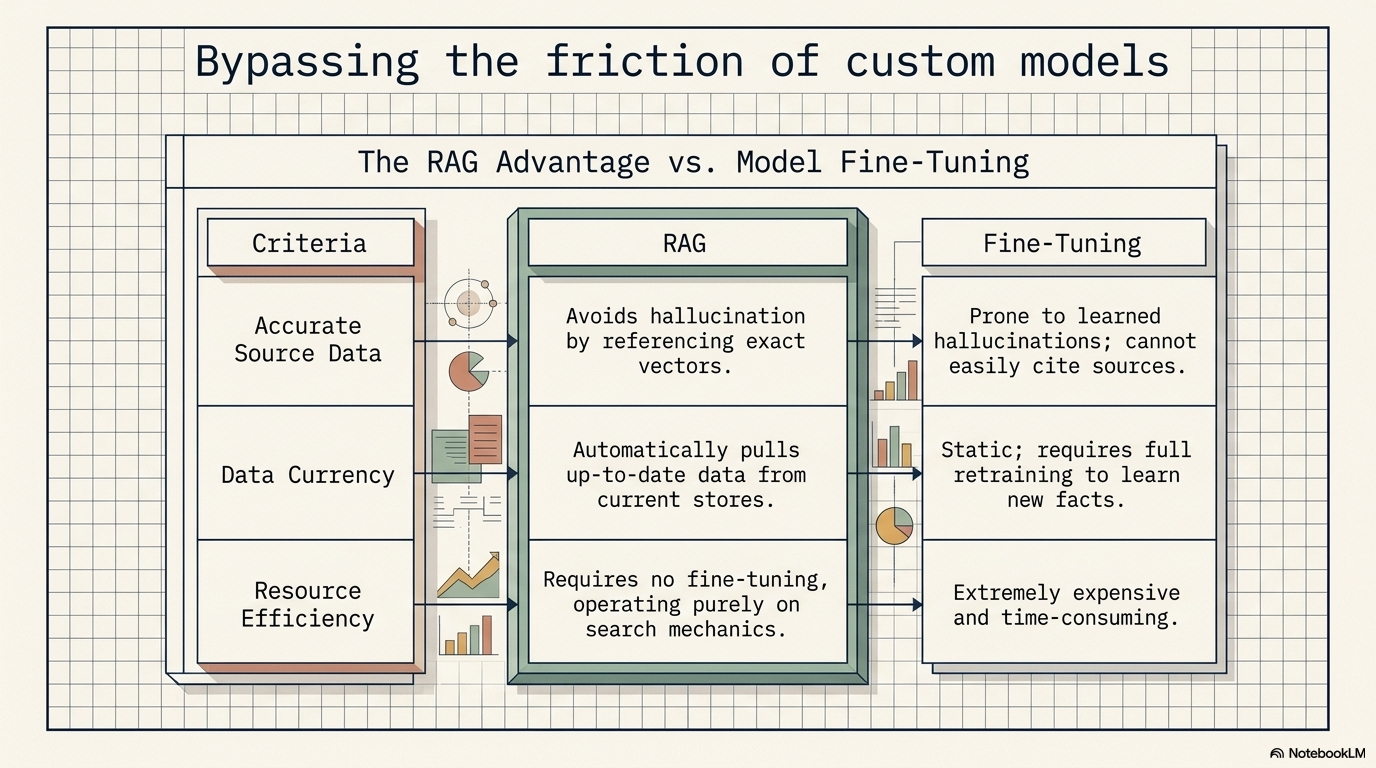 Bypassing the friction of custom models
The RAG Advantage vs. Model Fine-Tuning
Criteria
RAG
Fine-Tuning
Accurate
Source Data
Avoids hallucination
by referencing exact
vectors.
Prone to learned
hallucinations; cannot
easily cite sources.
Data Currency
Automatically pulls
up-to-date data from
current stores.
Static; requires full
retraining to learn
new facts.
Resource
Efficiency
Requires no fine-tuning,
operating purely on
search mechanics.
Extremely expensive
and time-consuming.
NotebookLM